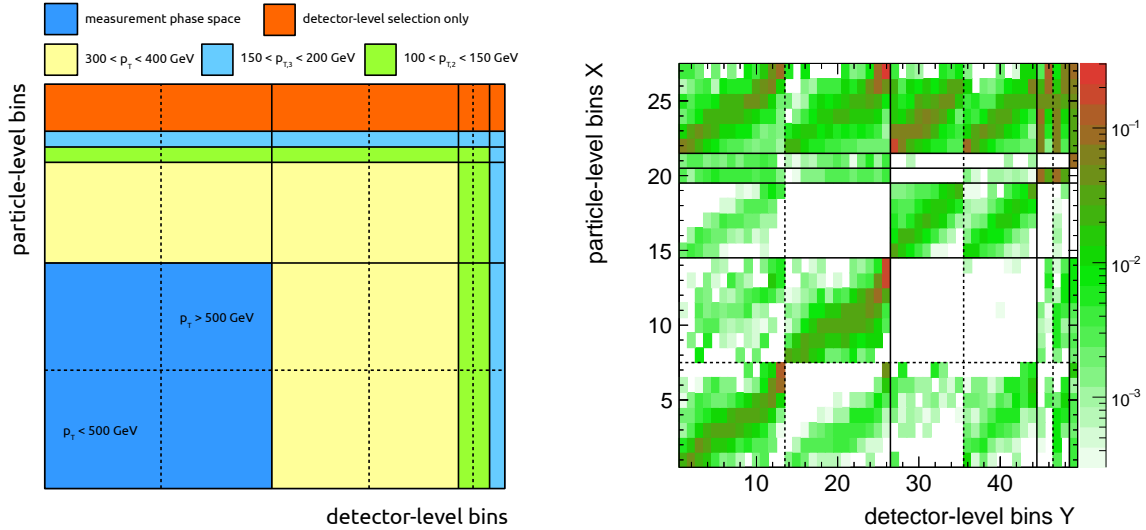 measurement phase space
detector-level selection only
300 < p_T < 400 GeV
150 < p_T,3 < 200 GeV
100 < p_T,2 < 150 GeV
particle-level bins
p_T > 500 GeV
p_T < 500 GeV
detector-level bins
particle-level bins X
25
20
15
10
5
10
20
30
40
detector-level bins Y
10⁻¹
10⁻²
10⁻³